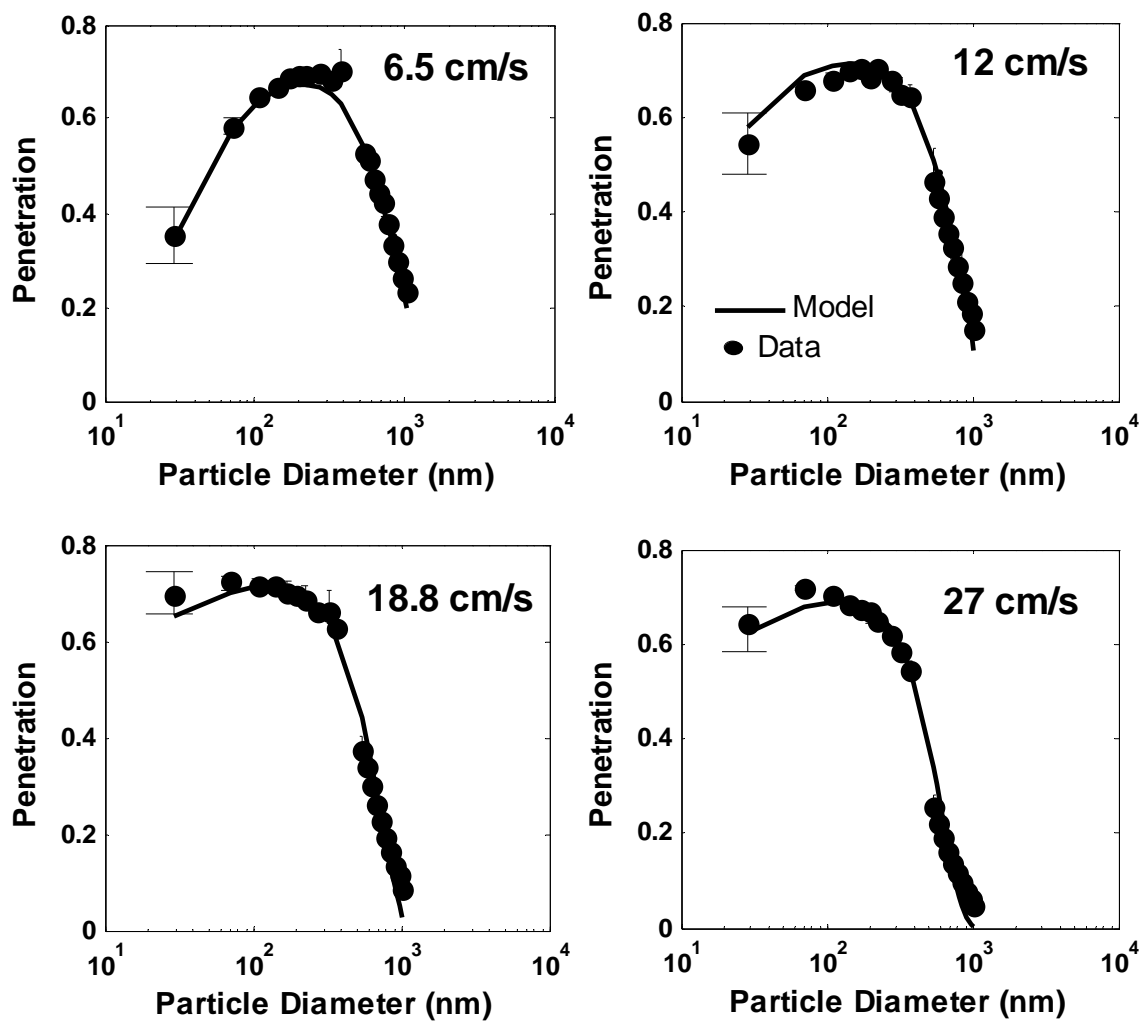 0.8
0.6
0.4
0.2
0
Penetration
6.5 cm/s
10^1 10^2 10^3 10^4
Particle Diameter (nm)
0.8
0.6
0.4
0.2
0
Penetration
12 cm/s
Model
Data
10^1 10^2 10^3 10^4
Particle Diameter (nm)
0.8
0.6
0.4
0.2
0
Penetration
18.8 cm/s
10^1 10^2 10^3 10^4
Particle Diameter (nm)
0.8
0.6
0.4
0.2
0
Penetration
27 cm/s
10^1 10^2 10^3 10^4
Particle Diameter (nm)